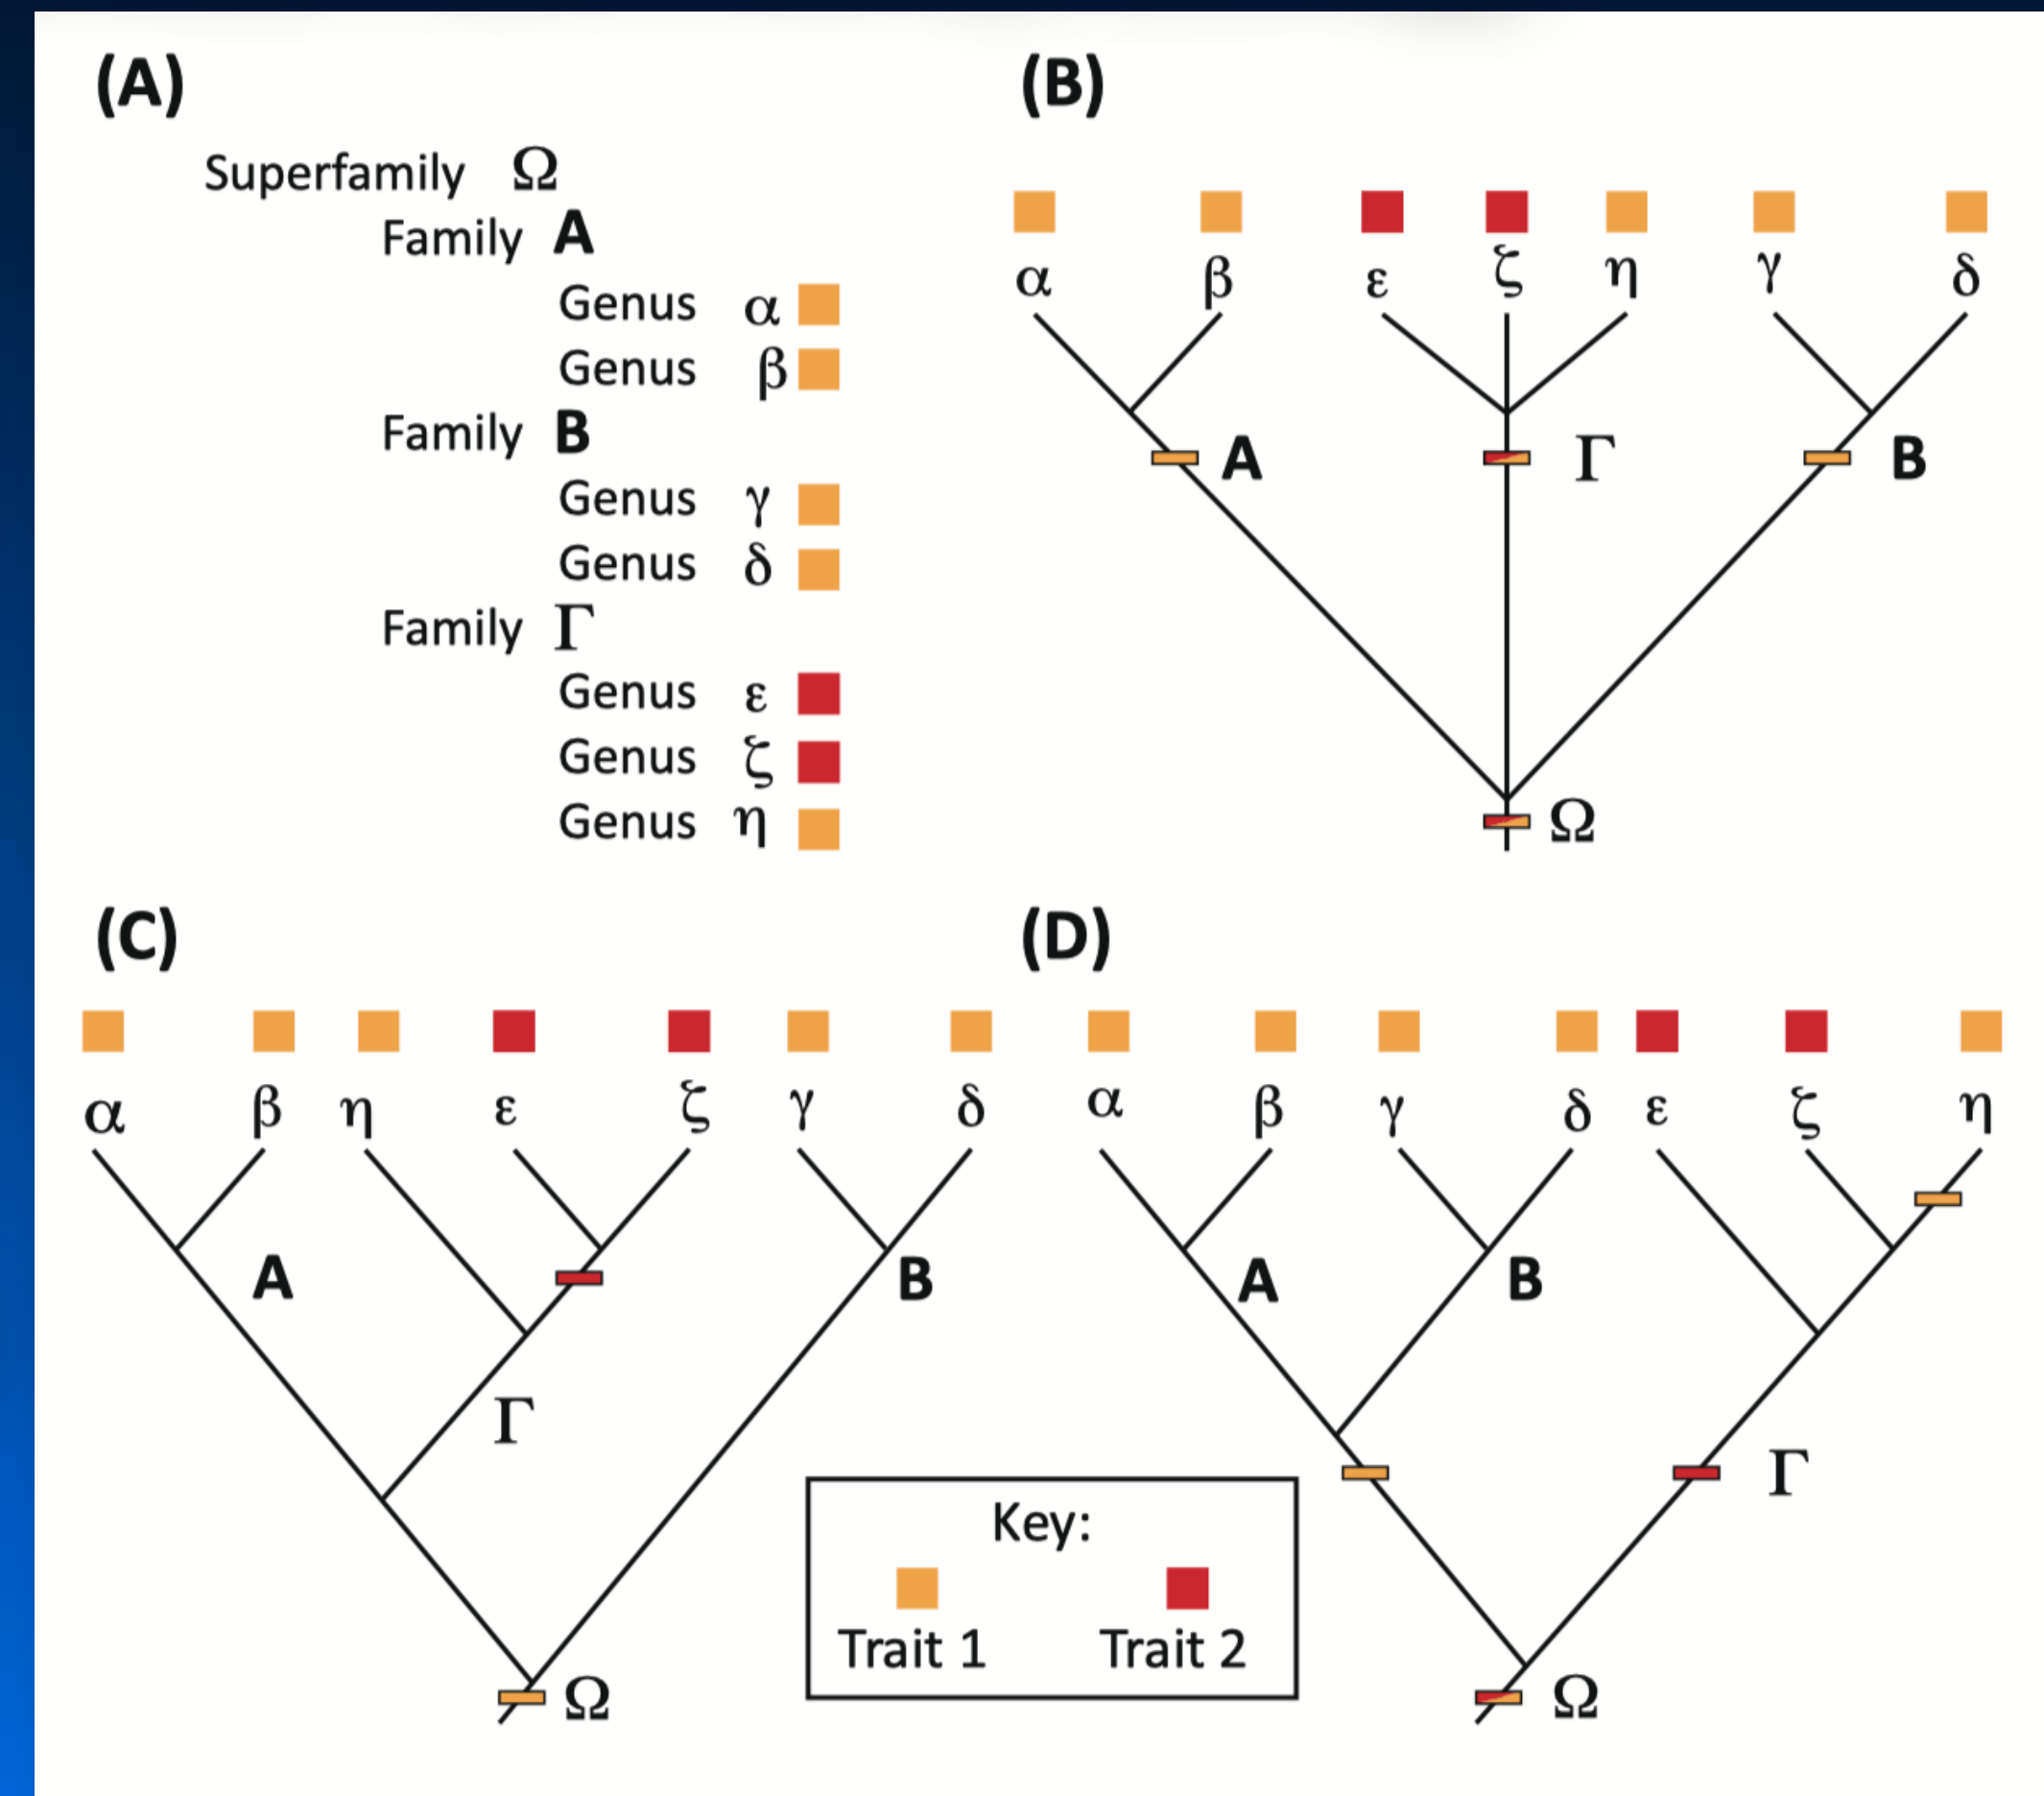 (A)
Superfamily Ω
Family A
Genus α
Genus β
Family B
Genus γ
Genus δ
Family Γ
Genus ε
Genus ζ
Genus η
(B)
α β ε ζ η γ δ
A Γ B
Ω
(C)
α β η ε ζ γ δ
A B
Γ
Ω
(D)
α β γ δ ε ζ η
A B
Γ
Ω
Key:
Trait 1 Trait 2